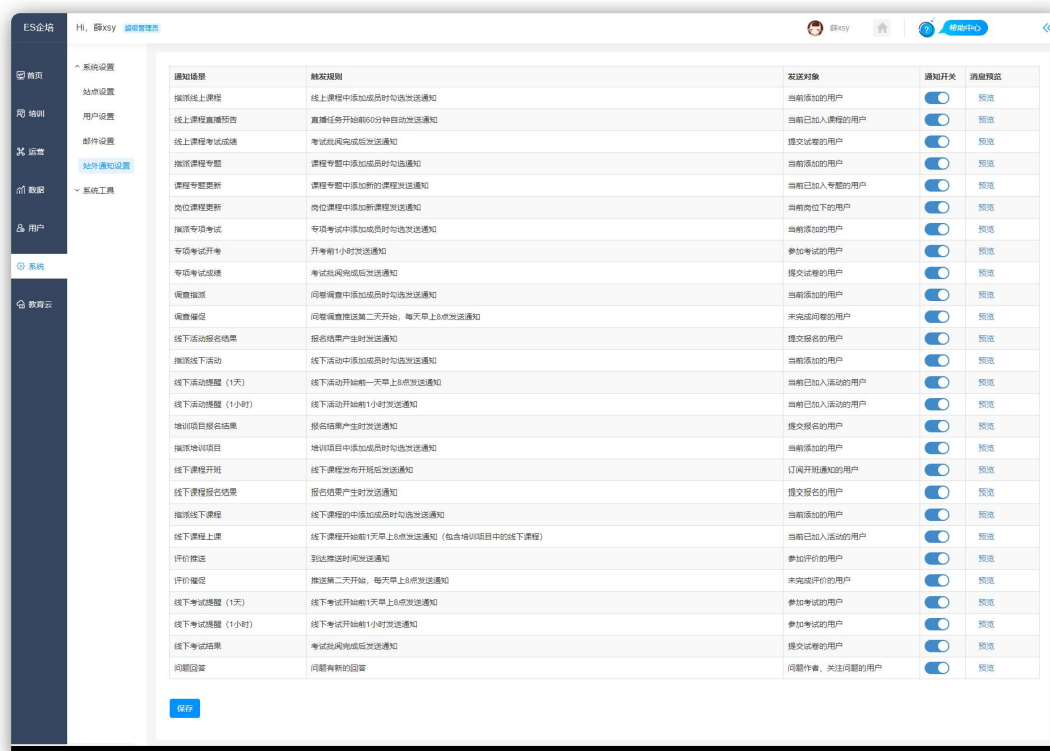 ES企培 Hi，薛xsy 超级管理员 薛xsy 帮助中心
首页
培训
运营
数据
用户
系统
教育云
系统设置
站点设置
用户设置
邮件设置
站外通知设置
系统工具
通知场景 触发规则 发送对象 通知开关 消息预览
指派线上课程 线上课程中添加成员时勾选发送通知 当前添加的用户 预览
线上课程直播预告 直播任务开始前60分钟自动发送通知 当前已加入课程的用户 预览
线上课程考试成绩 考试批阅完成后发送通知 提交试卷的用户 预览
指派课程专题 课程专题中添加成员时勾选通知 当前添加的用户 预览
课程专题更新 课程专题中添加新的课程发送通知 当前已加入专题的用户 预览
岗位课程更新 岗位课程中添加新课程发送通知 当前岗位下的用户 预览
指派专项考试 专项考试中添加成员时勾选发送通知 当前添加的用户 预览
专项考试开考 开考前1小时发送通知 参加考试的用户 预览
专项考试成绩 考试批阅完成后发送通知 提交试卷的用户 预览
调查指派 问卷调查中添加成员时勾选发送通知 当前添加的用户 预览
调查催促 问卷调查推送第二天开始，每天早上8点发送通知 未完成问卷的用户 预览
线下活动报名结果 报名结果产生时发送通知 提交报名的用户 预览
指派线下活动 线下活动中添加成员时勾选发送通知 当前添加的用户 预览
线下活动提醒（1天） 线下活动开始前一天早上8点发送通知 当前已加入活动的用户 预览
线下活动提醒（1小时） 线下活动开始前1小时发送通知 当前已加入活动的用户 预览
培训项目报名结果 报名结果产生时发送通知 提交报名的用户 预览
指派培训项目 培训项目中添加成员时勾选发送通知 当前添加的用户 预览
线下课程开班 线下课程发布开班后发送通知 订阅开班通知的用户 预览
线下课程报名结果 报名结果产生时发送通知 提交报名的用户 预览
指派线下课程 线下课程的中添加成员时勾选发送通知 当前添加的用户 预览
线下课程上课 线下课程开始前1天早上8点发送通知（包含培训项目中的线下课程） 当前已加入活动的用户 预览
评价推送 到达推送时间发送通知 参加评价的用户 预览
评价催促 推送第二天开始，每天早上8点发送通知 未完成评价的用户 预览
线下考试提醒（1天） 线下考试开始前1天早上8点发送通知 参加考试的用户 预览
线下考试提醒（1小时） 线下考试开始前1小时发送通知 参加考试的用户 预览
线下考试结果 考试批阅完成后发送通知 提交试卷的用户 预览
问题回答 问题有新的回答 问题作者、关注问题的用户 预览
保存